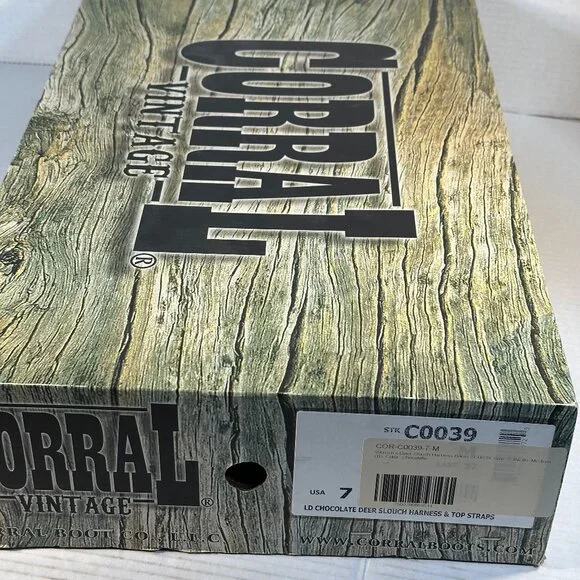 CORRAL
VINTAGE
®
ORRAL
VINTAGE ®
RRAL BOOT CO., LLC
STK C0039
COR-C0039-7-M
USA 7
LD CHOCOLATE DEER SLOUCH HARNESS & TOP STRAPS
WWW.CORRALBOOTS.COM